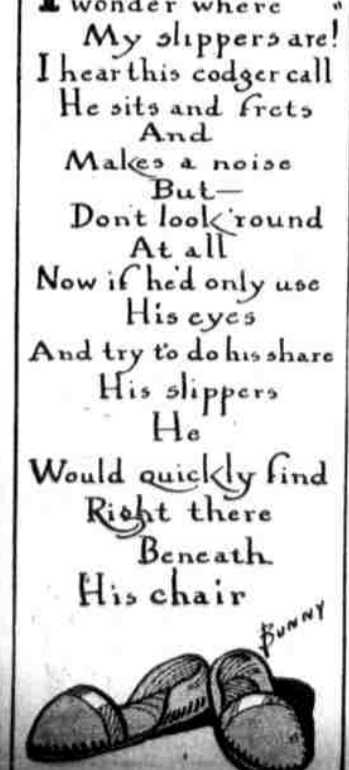 I wonder where "
My slippers are!
I hear this codger call
He sits and frets
And
Makes a noise
But—
Don't look 'round
At all
Now if he'd only use
His eyes
And try to do his share
His slippers
He
Would quickly find
Right there
Beneath
His chair
BUNNY